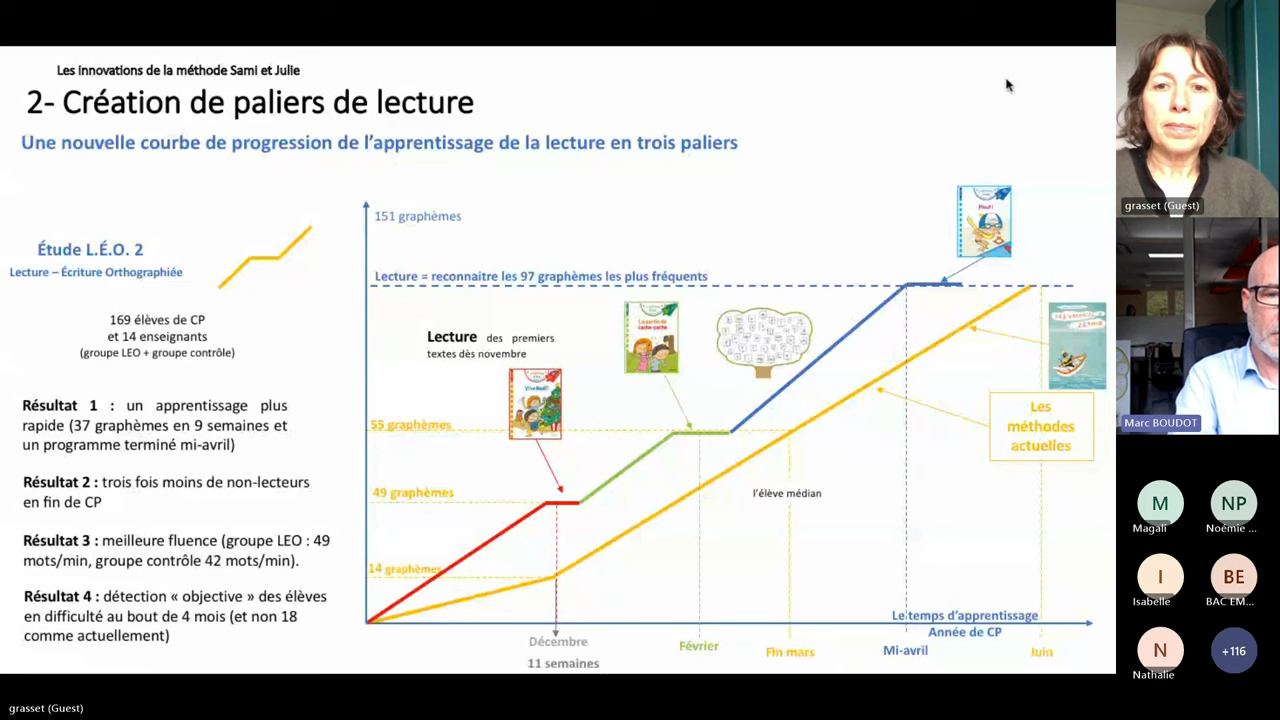 Les innovations de la méthode Sami et Julie
2- Création de paliers de lecture
Une nouvelle courbe de progression de l'apprentissage de la lecture en trois paliers
Étude L.É.O. 2
Lecture – Écriture Orthographiée
169 élèves de CP
et 14 enseignants
(groupe LEO + groupe contrôle)
Résultat 1 : un apprentissage plus
rapide (37 graphèmes en 9 semaines et
un programme terminé mi-avril)
Résultat 2 : trois fois moins de non-lecteurs
en fin de CP
Résultat 3 : meilleure fluence (groupe LEO : 49
mots/min, groupe contrôle 42 mots/min).
Résultat 4 : détection « objective » des élèves
en difficulté au bout de 4 mois (et non 18
comme actuellement)
151 graphèmes
Lecture = reconnaitre les 97 graphèmes les plus fréquents
Lecture des premiers
textes dès novembre
La partie de
cache-cache
55 graphèmes
49 graphèmes
14 graphèmes
l'élève médian
Les
méthodes
actuelles
Le temps d'apprentissage
Année de CP
Décembre
11 semaines
Février
Fin mars
Mi-avril
Juin
grasset (Guest)
Marc BOUDOT
M
Magali
NP
Noémie ...
I
Isabelle
BE
BAC EM...
N
Nathalie
+116
grasset (Guest)